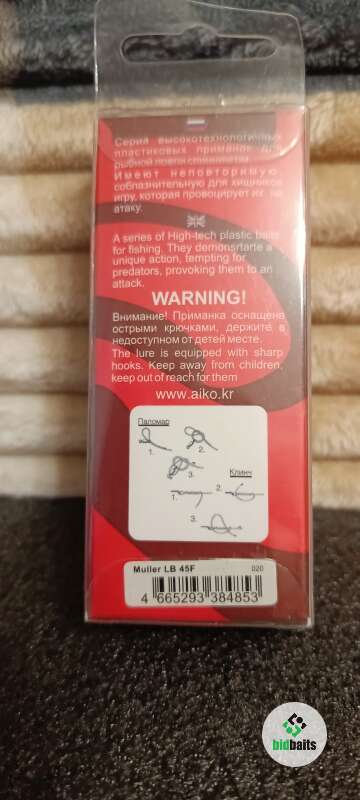 Серия высокотехнологичных
пластиковых приманок для
рыбной ловли спиннингом.
Имеют неповторимую
соблазнительную для хищников
игру, которая провоцирует их на
атаку.
A series of High-tech plastic baits
for fishing. They demonsrtarte a
unique action, tempting for
predators, provoking them to an
attack.
WARNING!
Внимание! Приманка оснащена
острыми крючками, держите в
недоступном от детей месте.
The lure is equipped with sharp
hooks. Keep away from children,
keep out of reach for them
www.aiko.kr
Паломар
1.
2.
3.
Клинч
1.
2.
3.
Muller LB 45F
020
4 665293 384853
bidbaits